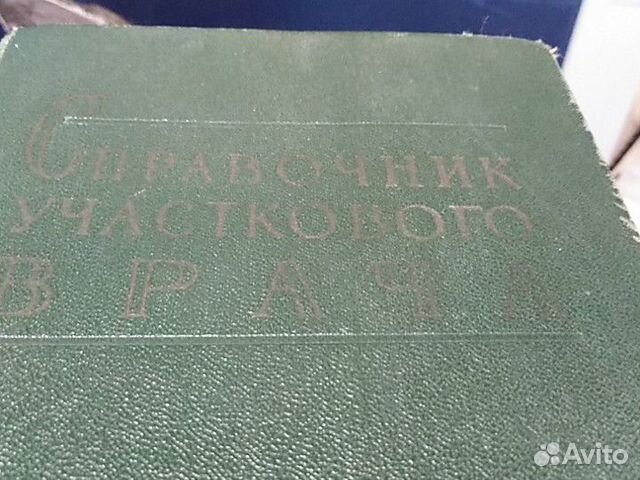 Справочник
участкового
врача
Avito